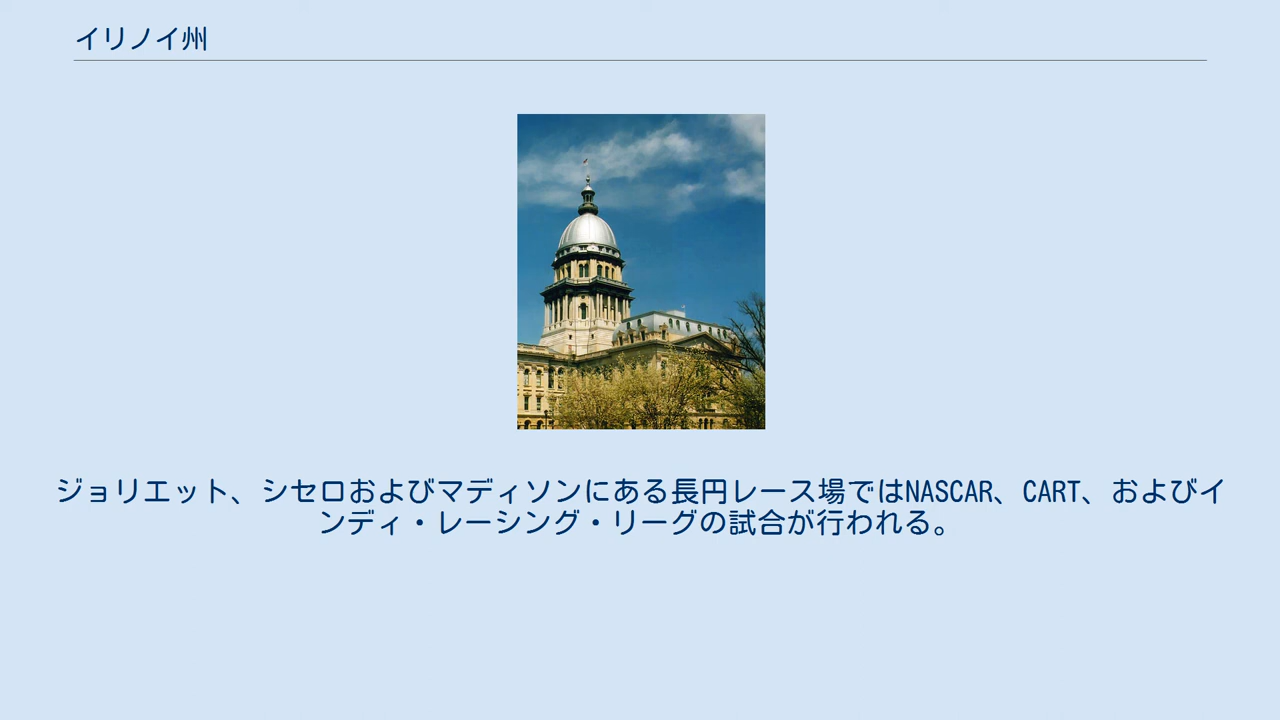 イリノイ州
ジョリエット、シセロおよびマディソンにある長円レース場ではNASCAR、CART、およびイ
ンディ・レーシング・リーグの試合が行われる。